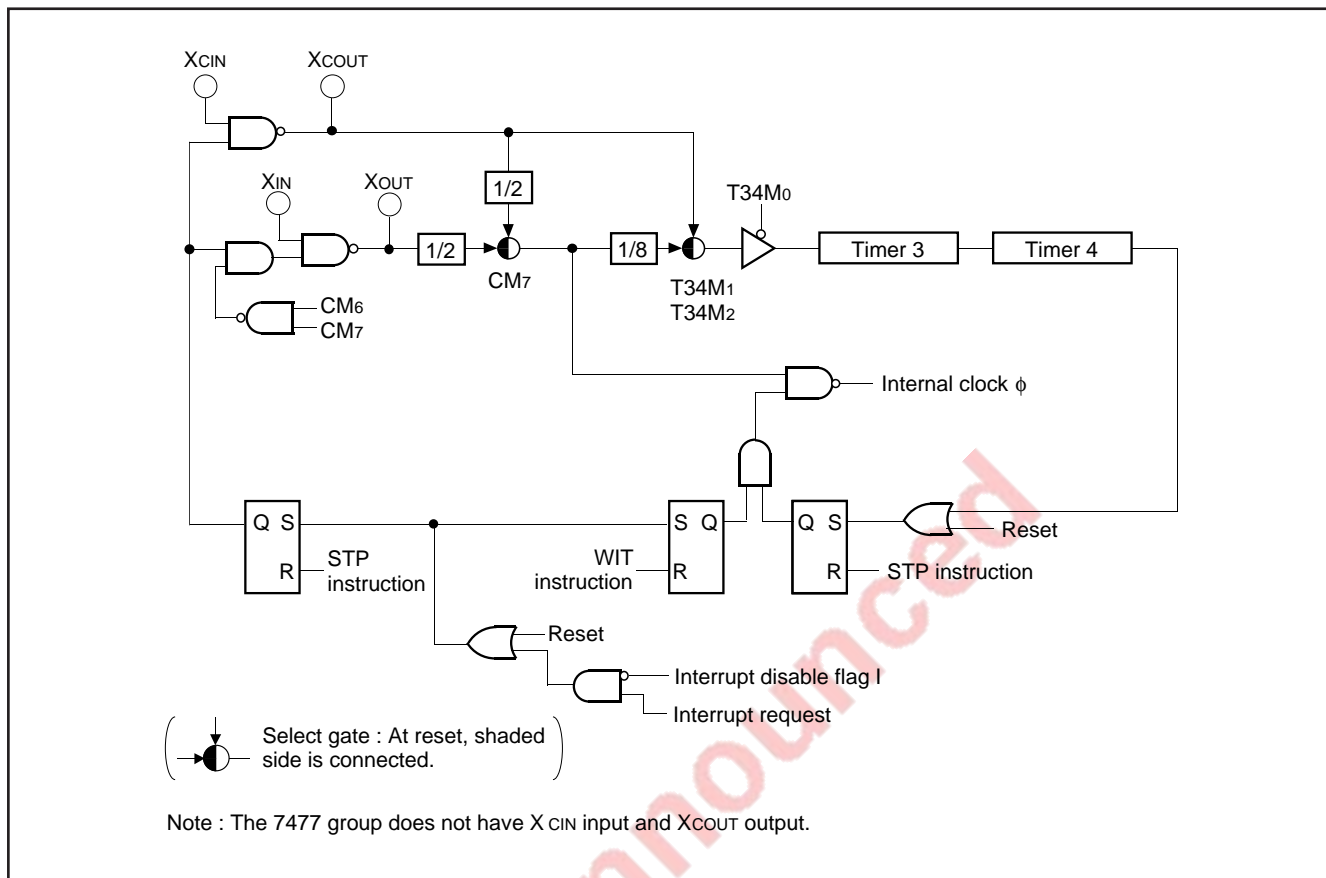 XCIN XCOUT
XIN XOUT
1/2
T34M0
1/2 1/8 Timer 3 Timer 4
CM7 T34M1
T34M2
CM6
CM7
Internal clock φ
Q S S Q Q S
Reset
R STP
instruction
WIT
instruction R
R STP instruction
Reset
Interrupt disable flag I
Interrupt request
Select gate : At reset, shaded
side is connected.
Note : The 7477 group does not have X CIN input and XCOUT output.
nnounced